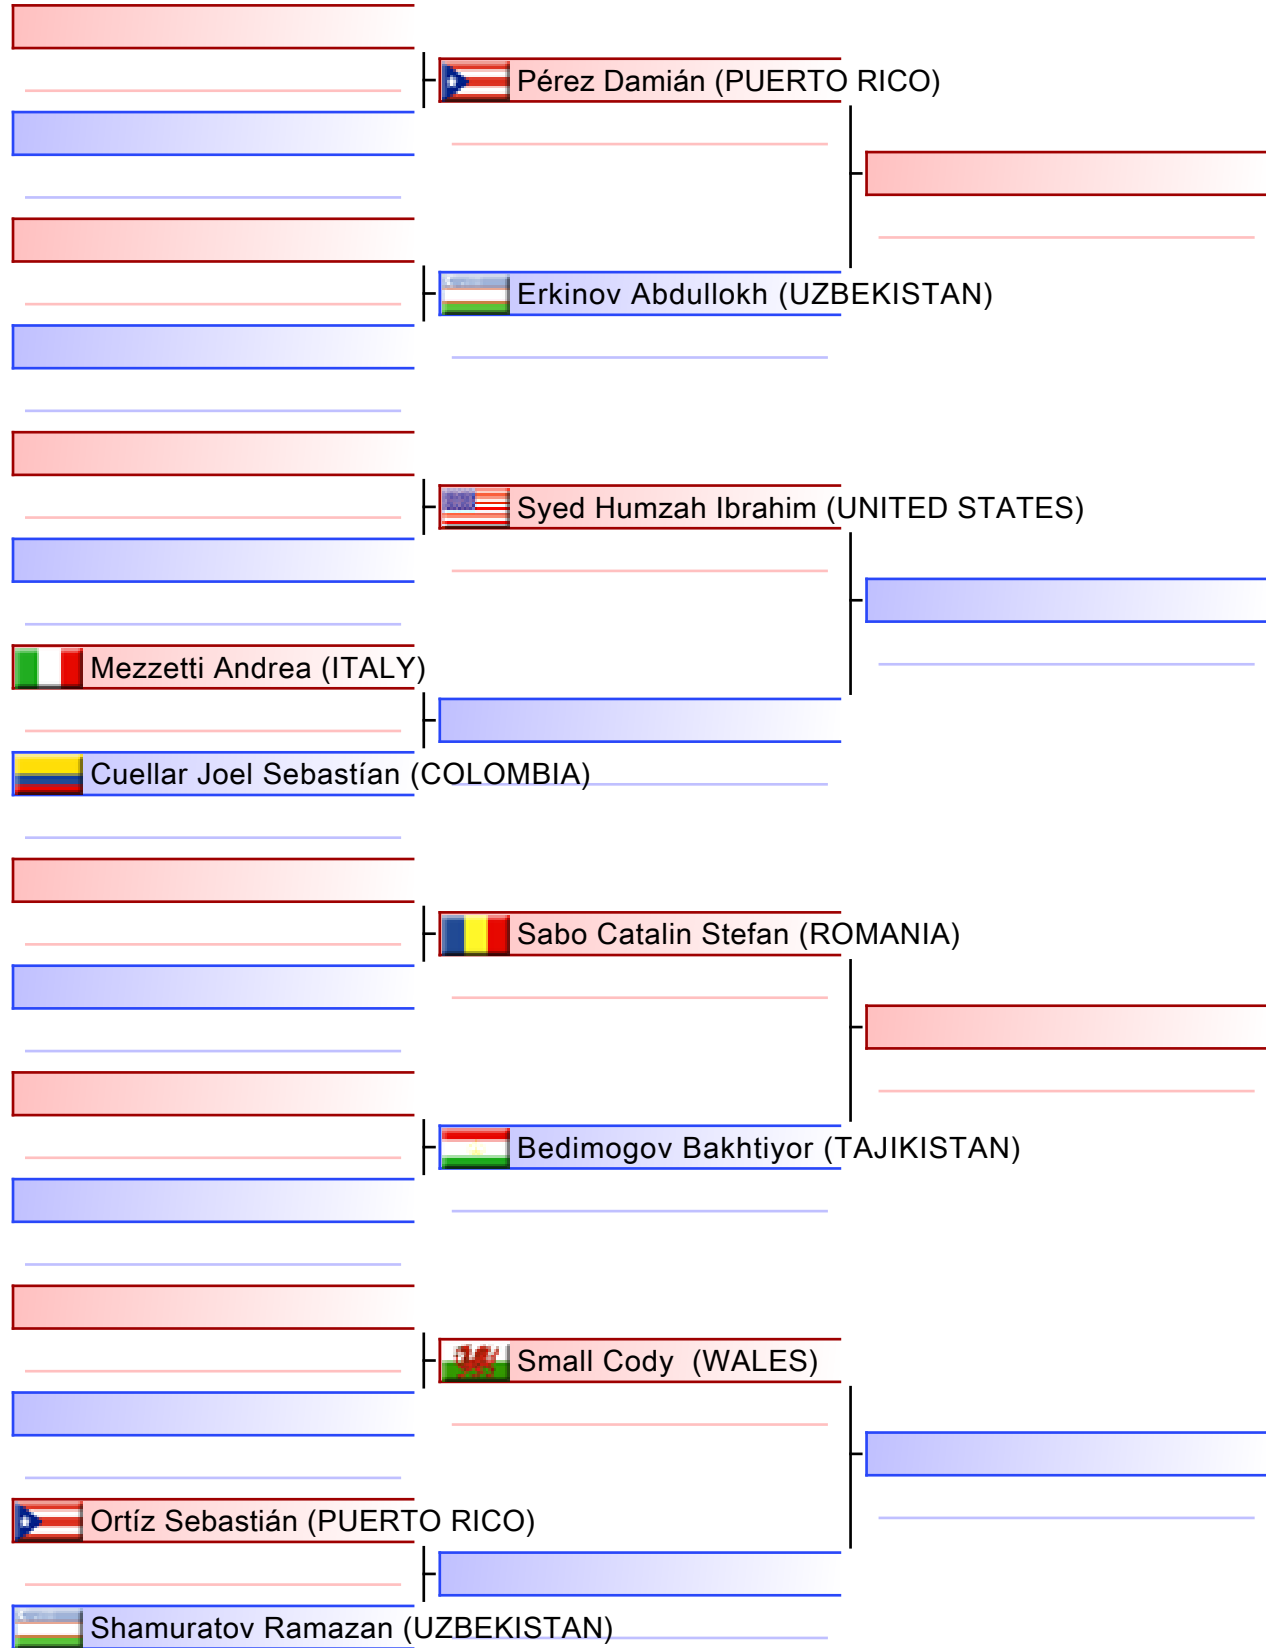 Pérez Damián (PUERTO RICO)
Erkinov Abdullokh (UZBEKISTAN)
Syed Humzah Ibrahim (UNITED STATES)
Mezzetti Andrea (ITALY)
Cuellar Joel Sebastían (COLOMBIA)
Sabo Catalin Stefan (ROMANIA)
Bedimogov Bakhtiyor (TAJIKISTAN)
Small Cody  (WALES)
Ortíz Sebastián (PUERTO RICO)
Shamuratov Ramazan (UZBEKISTAN)